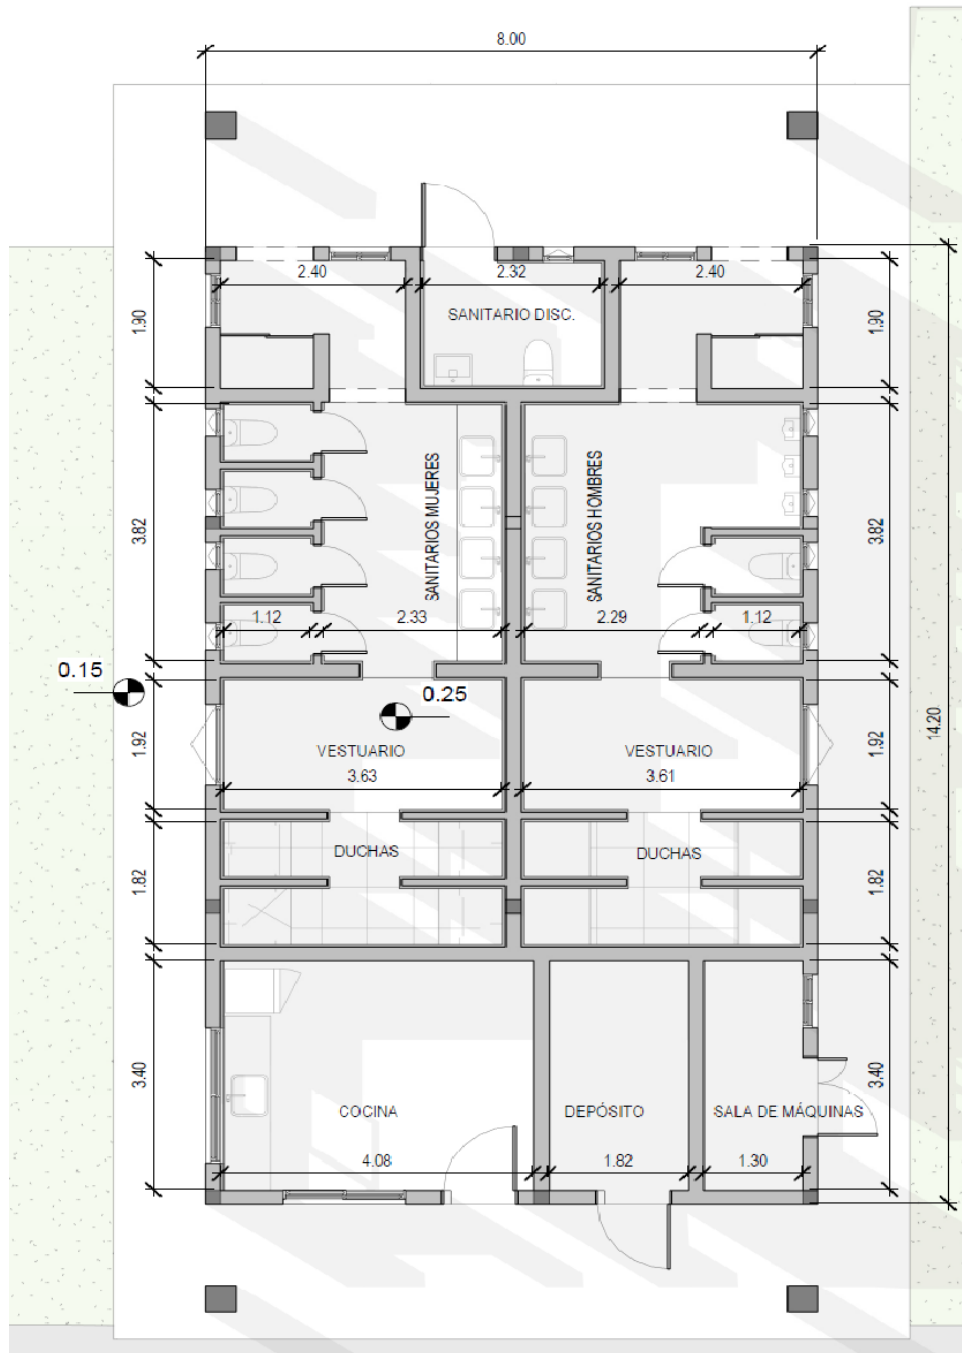 8.00
2.40
2.32
2.40
1.90
SANITARIO DISC.
1.90
3.82
SANITARIOS MUJERES
SANITARIOS HOMBRES
3.82
1.12
2.33
2.29
1.12
0.15
0.25
1.92
VESTUARIO
VESTUARIO
1.92
14.20
3.63
3.61
1.82
DUCHAS
DUCHAS
1.82
3.40
3.40
COCINA
DEPÓSITO
SALA DE MÁQUINAS
4.08
1.82
1.30